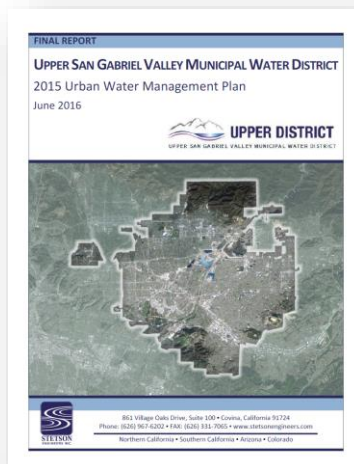 FINAL REPORT
UPPER SAN GABRIEL VALLEY MUNICIPAL WATER DISTRICT
2015 Urban Water Management Plan
June 2016
UPPER DISTRICT
UPPER SAN GABRIEL VALLEY MUNICIPAL WATER DISTRICT
861 Village Oaks Drive, Suite 100 • Covina, California 91724
Phone: (626) 967-6202 • FAX: (626) 331-7065 • www.stetsonengineers.com
Northern California • Southern California • Arizona • Colorado
STETSON
ENGINEERS INC.